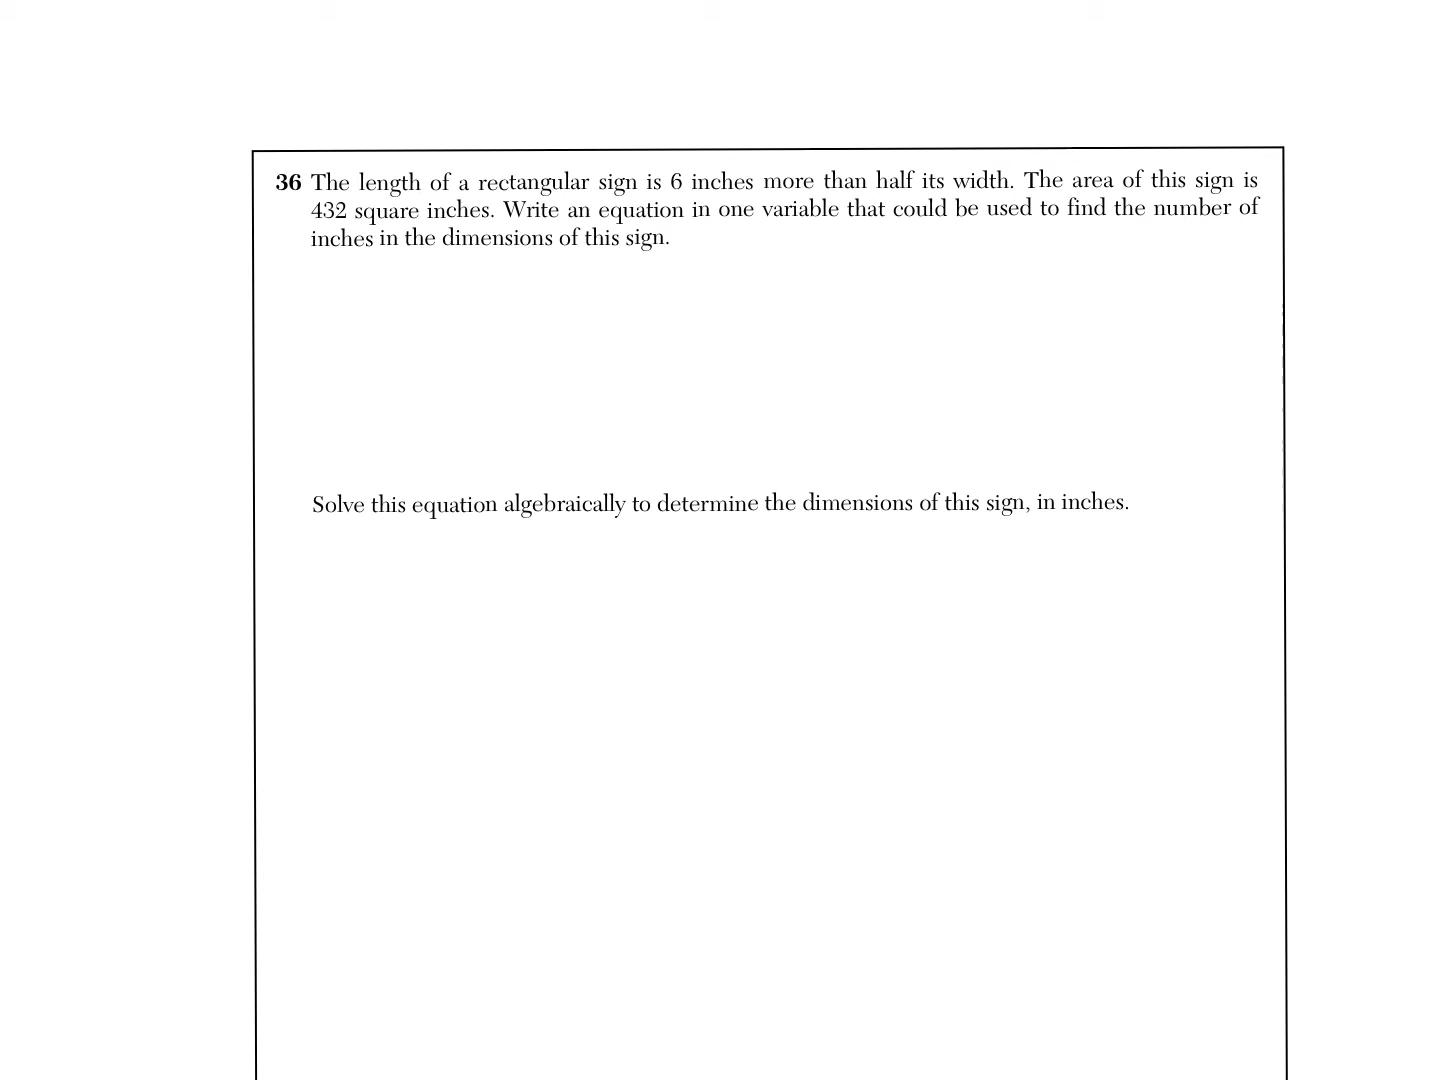 36 The length of a rectangular sign is 6 inches more than half its width. The area of this sign is
432 square inches. Write an equation in one variable that could be used to find the number of
inches in the dimensions of this sign.
Solve this equation algebraically to determine the dimensions of this sign, in inches.